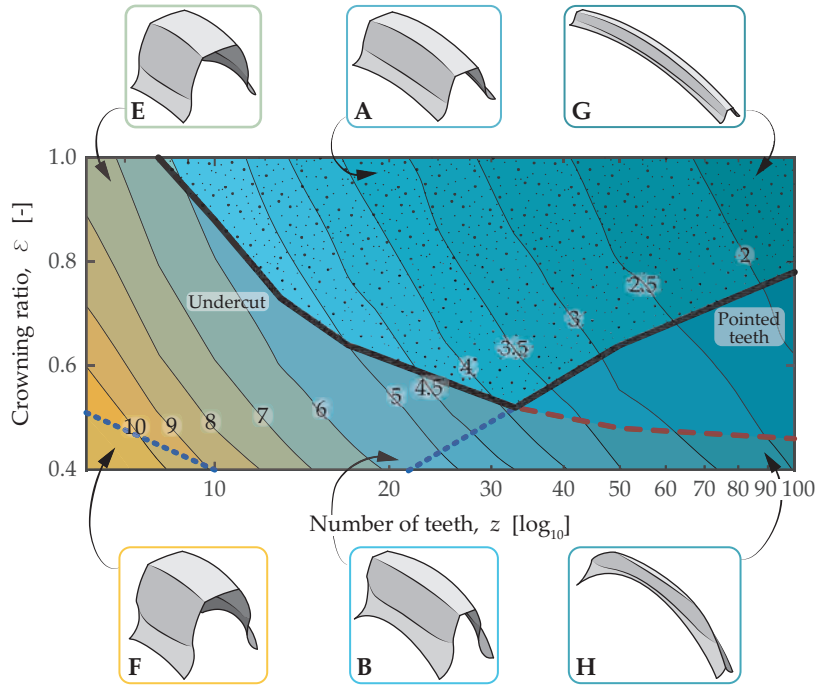 E
A
G
1.0
0.8
0.6
0.4
Crowning ratio, ε [-]
Undercut
Pointed
teeth
2
2.5
3
3.5
4
4.5
5
6
7
8
9
10
10 20 30 40 50 60 70 80 90 100
Number of teeth, z [log₁₀]
F
B
H